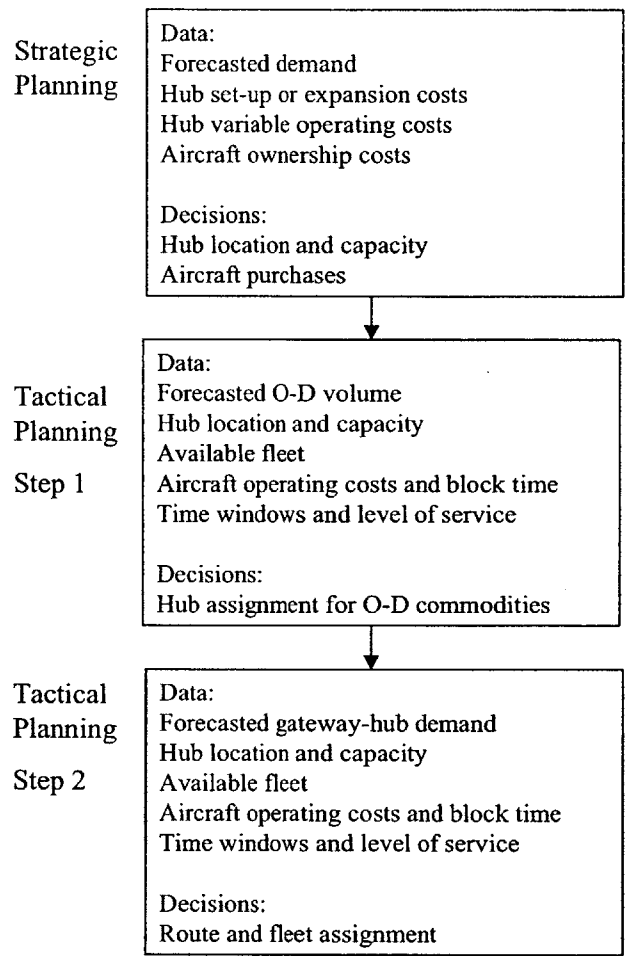 Strategic
Planning
Data:
Forecasted demand
Hub set-up or expansion costs
Hub variable operating costs
Aircraft ownership costs
Decisions:
Hub location and capacity
Aircraft purchases
Tactical
Planning
Step 1
Data:
Forecasted O-D volume
Hub location and capacity
Available fleet
Aircraft operating costs and block time
Time windows and level of service
Decisions:
Hub assignment for O-D commodities
Tactical
Planning
Step 2
Data:
Forecasted gateway-hub demand
Hub location and capacity
Available fleet
Aircraft operating costs and block time
Time windows and level of service
Decisions:
Route and fleet assignment